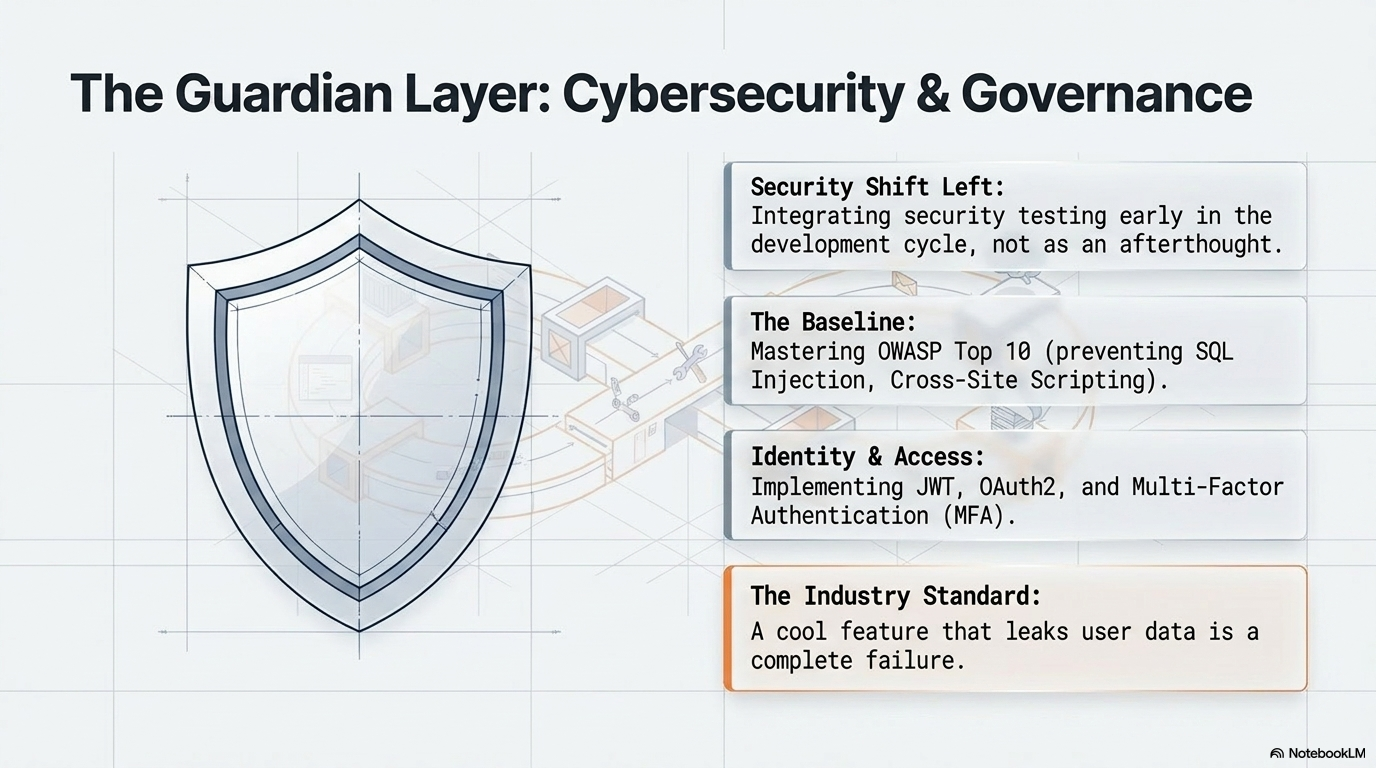 The Guardian Layer: Cybersecurity & Governance
Security Shift Left:
Integrating security testing early in the
development cycle, not as an afterthought.
The Baseline:
Mastering OWASP Top 10 (preventing SQL
Injection, Cross-Site Scripting).
Identity & Access:
Implementing JWT, OAuth2, and Multi-Factor
Authentication (MFA).
The Industry Standard:
A cool feature that leaks user data is a
complete failure.
NotebookLM